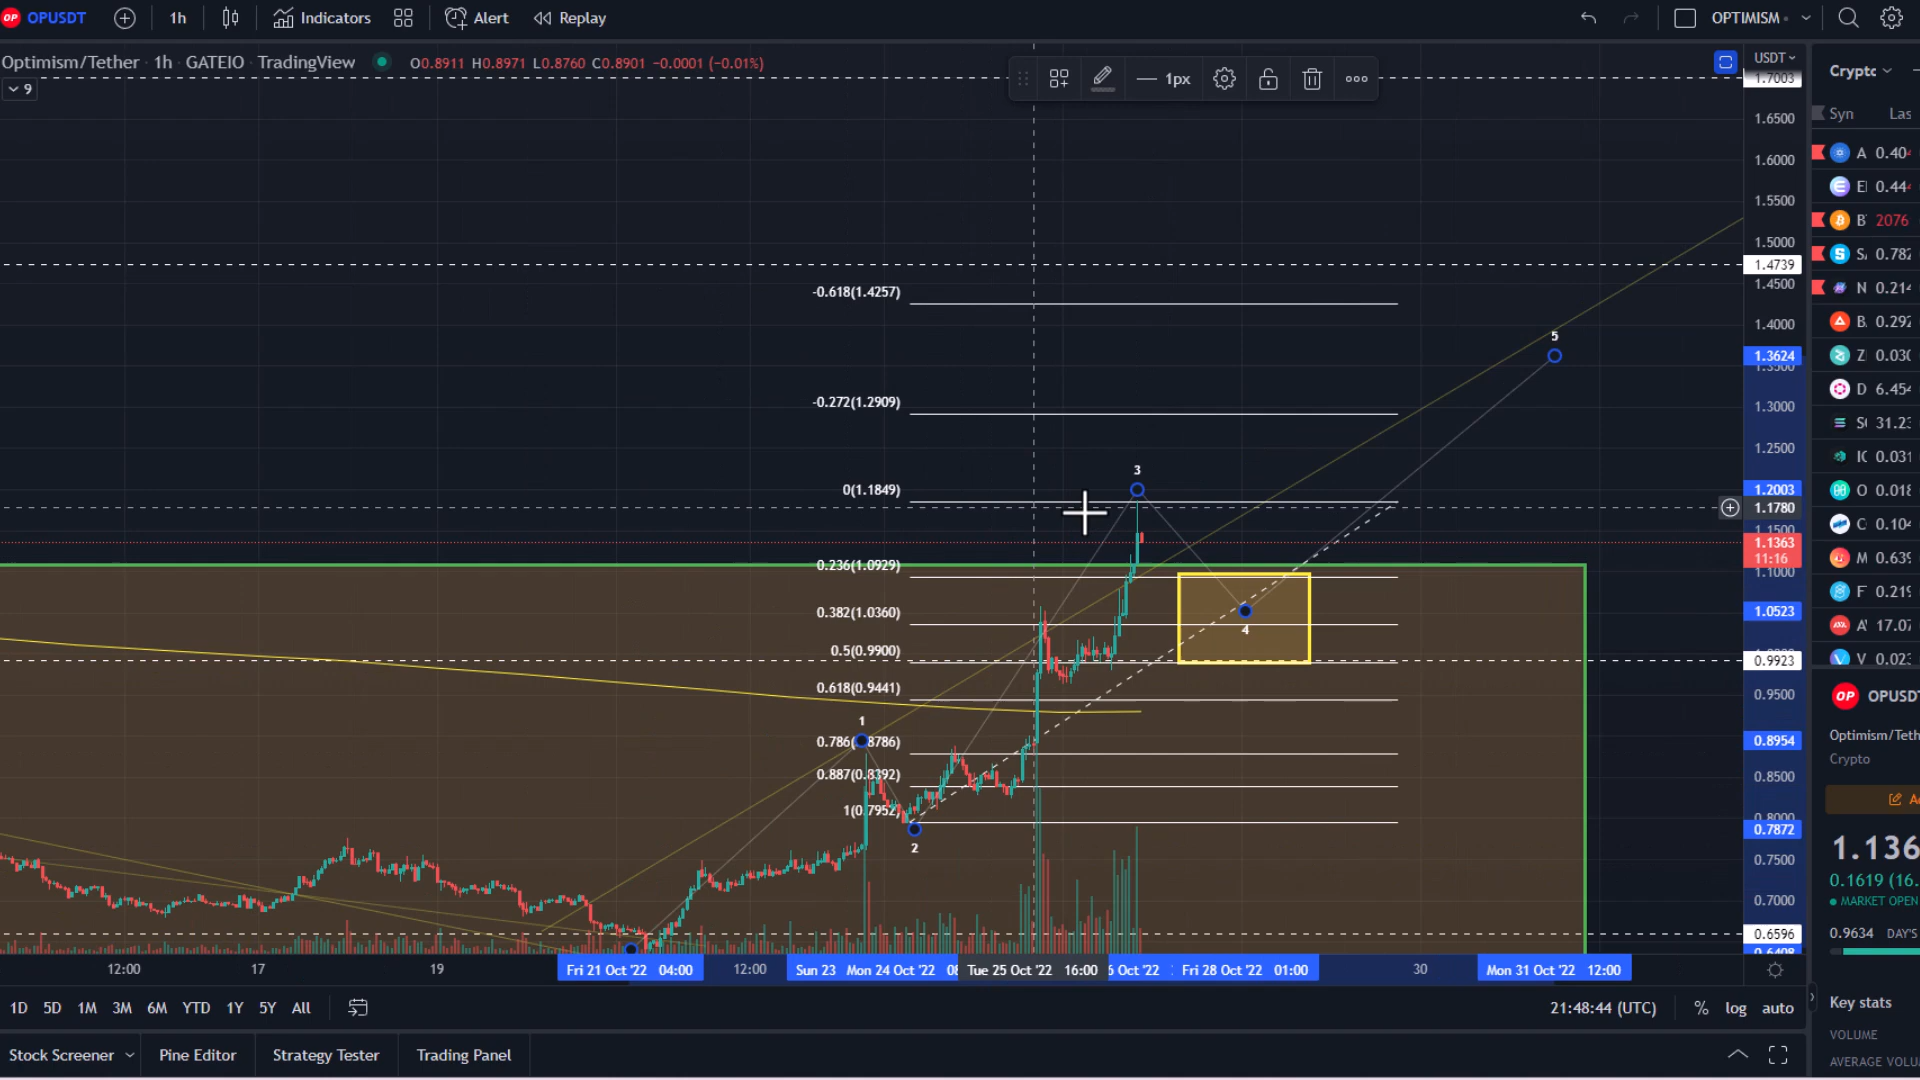 OP OPUSDT 1h Indicators Alert Replay OPTIMISM
Optimism/Tether · 1h · GATEIO · TradingView O0.8911 H0.8971 L0.8760 C0.8901 −0.0001 (−0.01%)
9
1px
USDT
1.7003
1.6500
1.6000
1.5500
1.5000
1.4739
1.4500
1.4000
1.3624
1.3000
1.2500
1.2003
1.1780
1.1500
1.1363
11:16
1.1000
1.0523
0.9923
0.9500
0.8954
0.8500
0.8000
0.7872
0.7500
0.7000
0.6596
-0.618(1.4257)
-0.272(1.2909)
0(1.1849)
0.236(1.0929)
0.382(1.0360)
0.5(0.9900)
0.618(0.9441)
0.887(0.8392)
1(0.7952)
1
2
3
4
5
12:00 17 19 Fri 21 Oct '22 04:00 12:00 Sun 23 Mon 24 Oct '22 Tue 25 Oct '22 16:00 6 Oct '22 Fri 28 Oct '22 01:00 30 Mon 31 Oct '22 12:00
1D 5D 1M 3M 6M YTD 1Y 5Y All 21:48:44 (UTC) % log auto
Stock Screener Pine Editor Strategy Tester Trading Panel
Crypto
Syn Las
A 0.40
0.44
2076
0.782
N 0.214
0.292
0.030
D 6.454
31.23
0.031
O 0.018
0.104
M 0.639
0.219
17.07
V 0.023
OP OPUSDT
Optimism/Teth
Crypto
1.136
0.1619 (16.
MARKET OPEN
0.9634 DAY'S
Key stats
VOLUME
AVERAGE VOLU